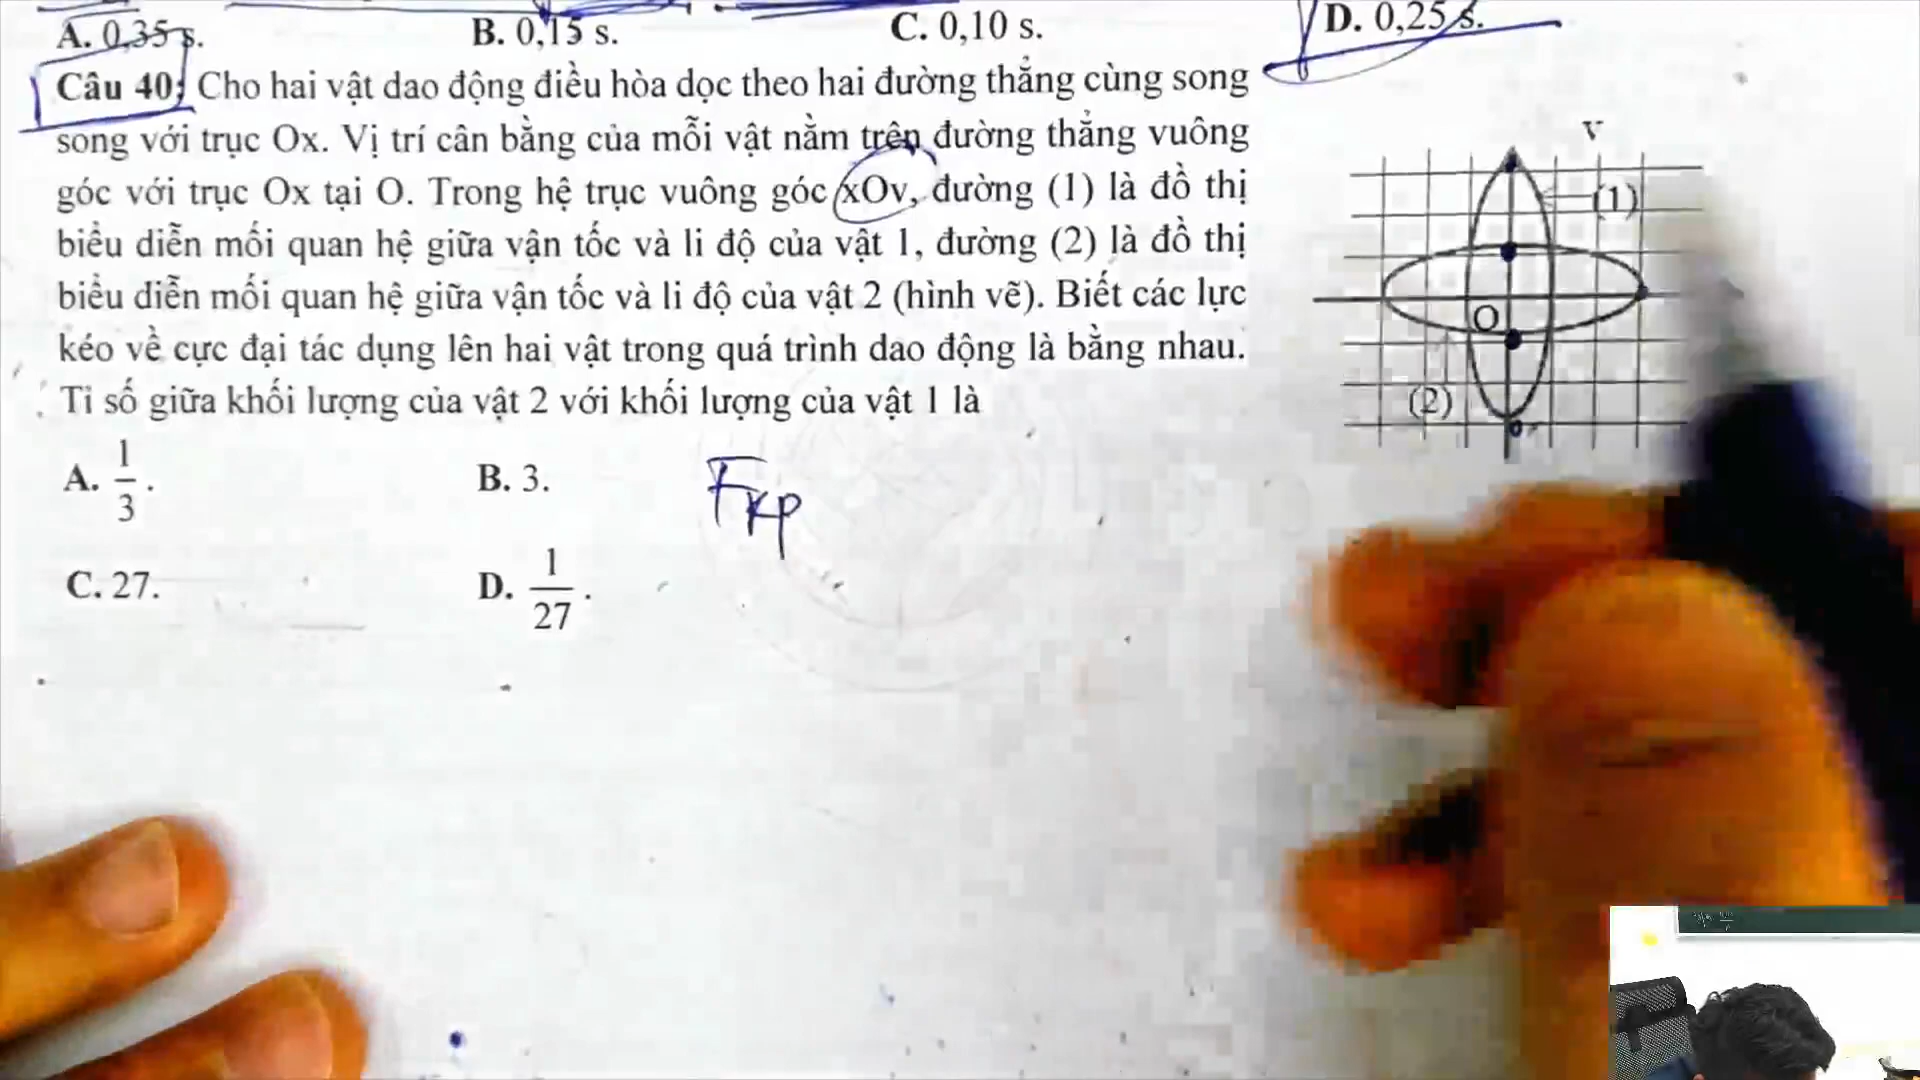 A. 0,35 s. B. 0,15 s. C. 0,10 s. D. 0,25 s.
Câu 40: Cho hai vật dao động điều hòa dọc theo hai đường thẳng cùng song
song với trục Ox. Vị trí cân bằng của mỗi vật nằm trên đường thẳng vuông
góc với trục Ox tại O. Trong hệ trục vuông góc xOv, đường (1) là đồ thị
biểu diễn mối quan hệ giữa vận tốc và li độ của vật 1, đường (2) là đồ thị
biểu diễn mối quan hệ giữa vận tốc và li độ của vật 2 (hình vẽ). Biết các lực
kéo về cực đại tác dụng lên hai vật trong quá trình dao động là bằng nhau.
Tỉ số giữa khối lượng của vật 2 với khối lượng của vật 1 là
v
(1)
O
(2)
A. 1/3. B. 3.
F_kp
C. 27. D. 1/27.